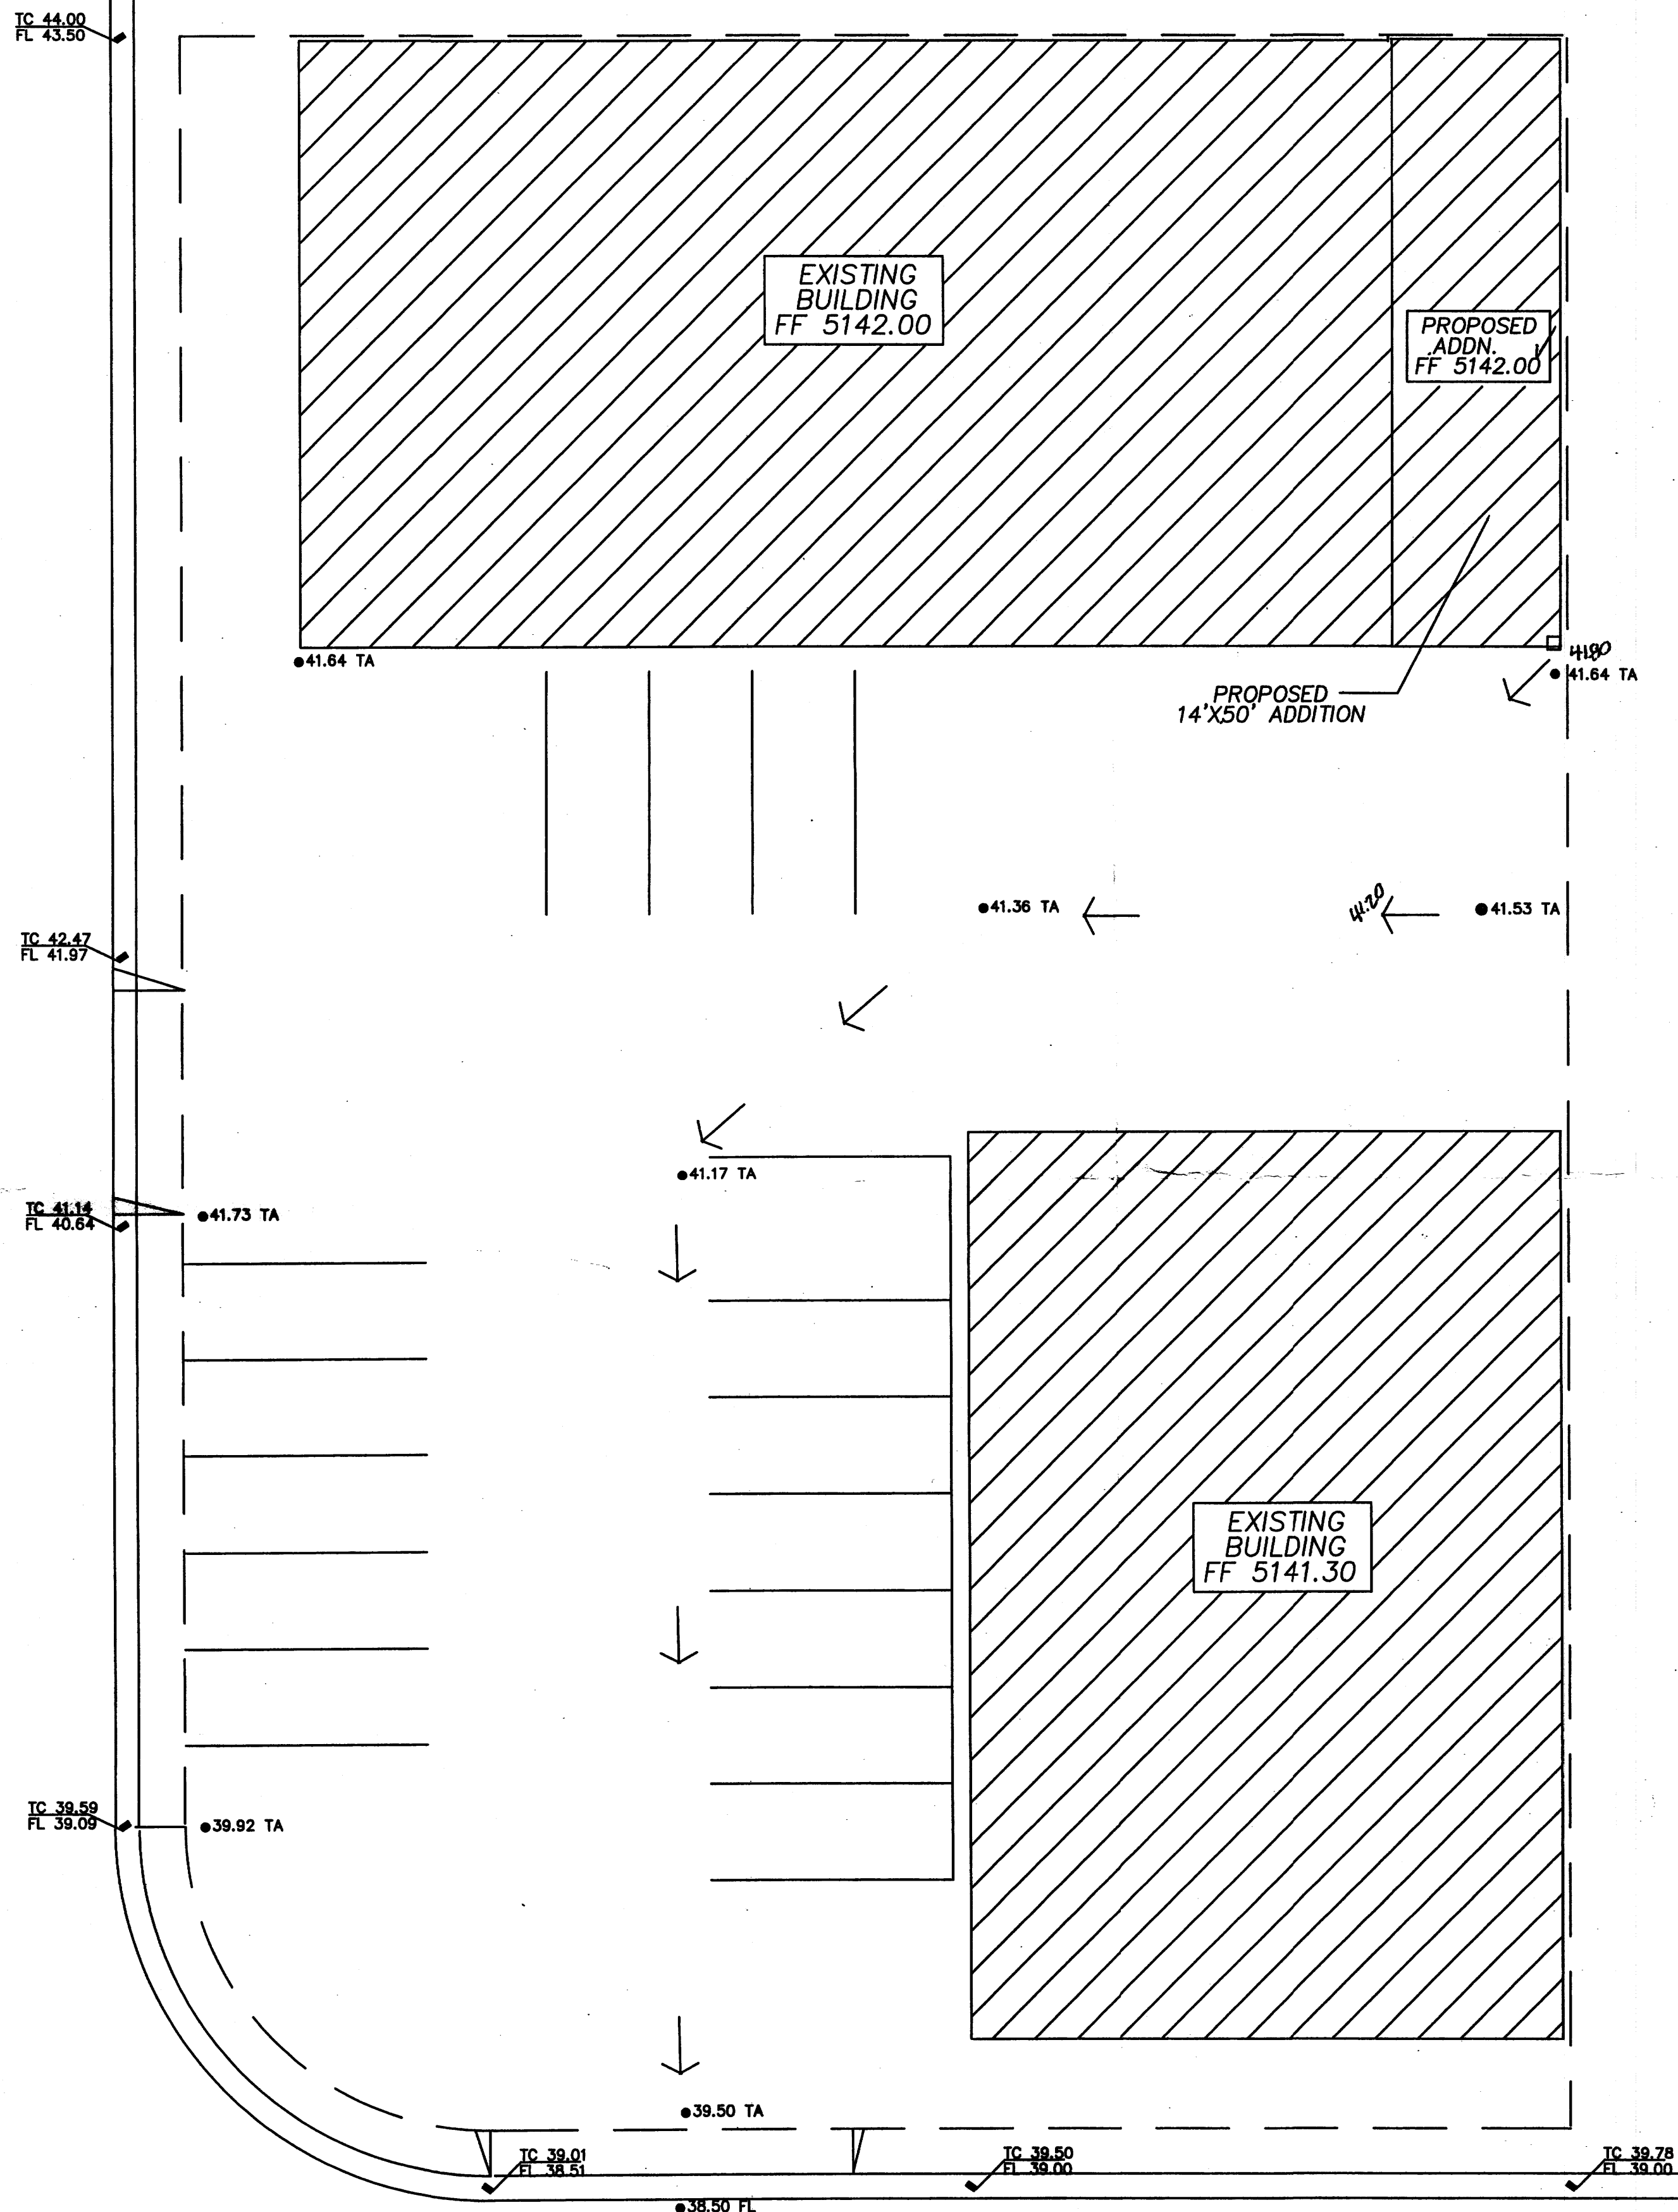 TC 44.00
FL 43.50
EXISTING
BUILDING
FF 5142.00
PROPOSED
ADDN.
FF 5142.00
41.64 TA
41.80
41.64 TA
PROPOSED
14'X50' ADDITION
41.36 TA
41.20
41.53 TA
TC 42.47
FL 41.97
41.17 TA
TC 41.14
FL 40.64
41.73 TA
EXISTING
BUILDING
FF 5141.30
TC 39.59
FL 39.09
39.92 TA
39.50 TA
TC 39.01
FL 38.51
TC 39.50
FL 39.00
TC 39.78
FL 39.00
38.50 FL